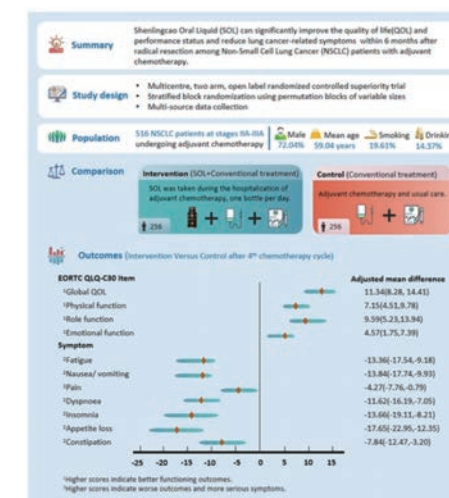 Shenlingcao Oral Liquid (SOL) can significantly improve the quality of life(QOL) and
Summary
performance status and reduce lung cancer-related symptoms within 6 months after
radical resection among Non-Small Cell Lung Cancer (NSCLC) patients with adjuvant
chemotherapy.
Study design
• Multicentre, two arm, open label randomized controlled superiority trial
• Stratified block randomization using permutation blocks of variable sizes
• Multi-source data collection
Population
516 NSCLC patients at stages IIA-IIIA
undergoing adjuvant chemotherapy
Male
72.04%
Mean age
59.04 years
Smoking
19.61%
Drinkin
14.37%
Comparison
Intervention (SOL+Conventional treatment)
SOL was taken during the hospitalization of
adjuvant chemotherapy, one bottle per day.
256
Control (Conventional treatment)
Adjuvant chemotherapy and usual care.
256
Outcomes (Intervention Versus Control after 4th chemotherapy cycle)
EORTC QLQ-C30 Item
Adjusted mean difference
¹Global QOL 11.34(8.28, 14.41)
¹Physical function 7.15(4.51,9.78)
¹Role function 9.59(5.23,13.94)
¹Emotional function 4.57(1.75,7.39)
Symptom
²Fatigue -13.36(-17.54,-9.18)
²Nausea/ vomiting -13.84(-17.74,-9.93)
²Pain -4.27(-7.76,-0.79)
²Dyspnoea -11.62(-16.19,-7.05)
²Insomnia -13.66(-19.11,-8.21)
²Appetite loss -17.65(-22.95,-12.35)
²Constipation -7.84(-12.47,-3.20)
-25 -20 -15 -10 -5 0 5 10 15
¹Higher scores indicate better functioning outcomes.
²Higher scores indicate worse outcomes and more serious symptoms.